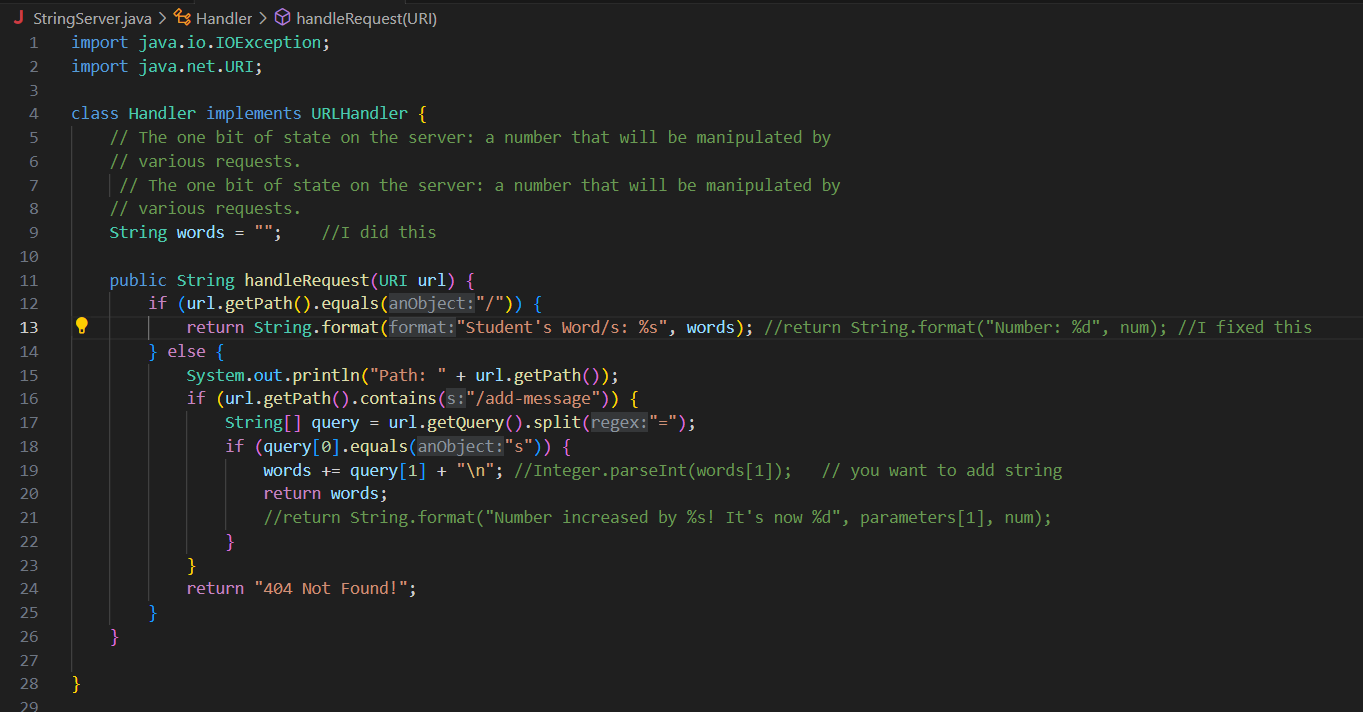 StringServer.java > Handler > handleRequest(URI)
1 import java.io.IOException;
2 import java.net.URI;
3
4 class Handler implements URLHandler {
5 // The one bit of state on the server: a number that will be manipulated by
6 // various requests.
7 // The one bit of state on the server: a number that will be manipulated by
8 // various requests.
9 String words = ""; //I did this
10
11 public String handleRequest(URI url) {
12 if (url.getPath().equals(anObject:"/")) {
13 return String.format(format:"Student's Word/s: %s", words); //return String.format("Number: %d", num); //I fixed this
14 } else {
15 System.out.println("Path: " + url.getPath());
16 if (url.getPath().contains(s:"/add-message")) {
17 String[] query = url.getQuery().split(regex:"=");
18 if (query[0].equals(anObject:"s")) {
19 words += query[1] + "\n"; //Integer.parseInt(words[1]); // you want to add string
20 return words;
21 //return String.format("Number increased by %s! It's now %d", parameters[1], num);
22 }
23 }
24 return "404 Not Found!";
25 }
26 }
27
28 }
29